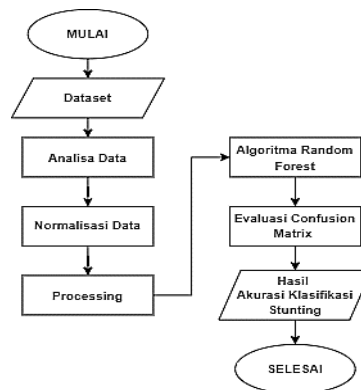 MULAI
Dataset
Analisa Data
Normalisasi Data
Processing
Algoritma Random
Forest
Evaluasi Confusion
Matrix
Hasil
Akurasi Klasifikasi
Stunting
SELESAI